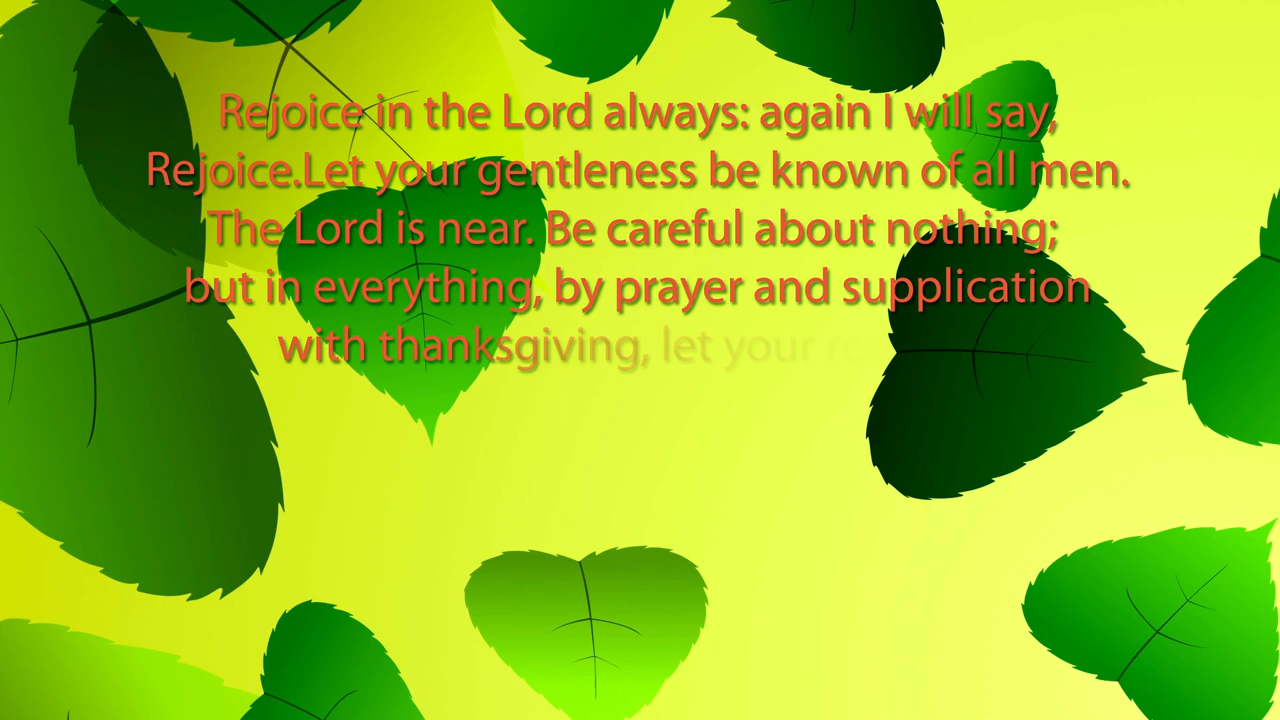 Rejoice in the Lord always: again I will say,
Rejoice.Let your gentleness be known of all men.
The Lord is near. Be careful about nothing;
but in everything, by prayer and supplication
with thanksgiving, let your